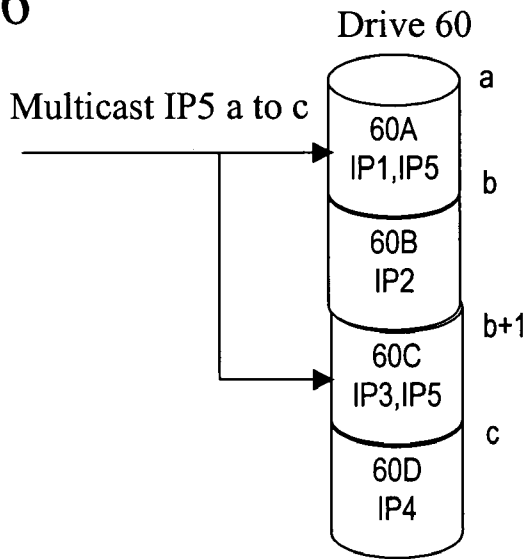 6
Drive 60
a
Multicast IP5 a to c
60A
IP1,IP5
b
60B
IP2
b+1
60C
IP3,IP5
c
60D
IP4